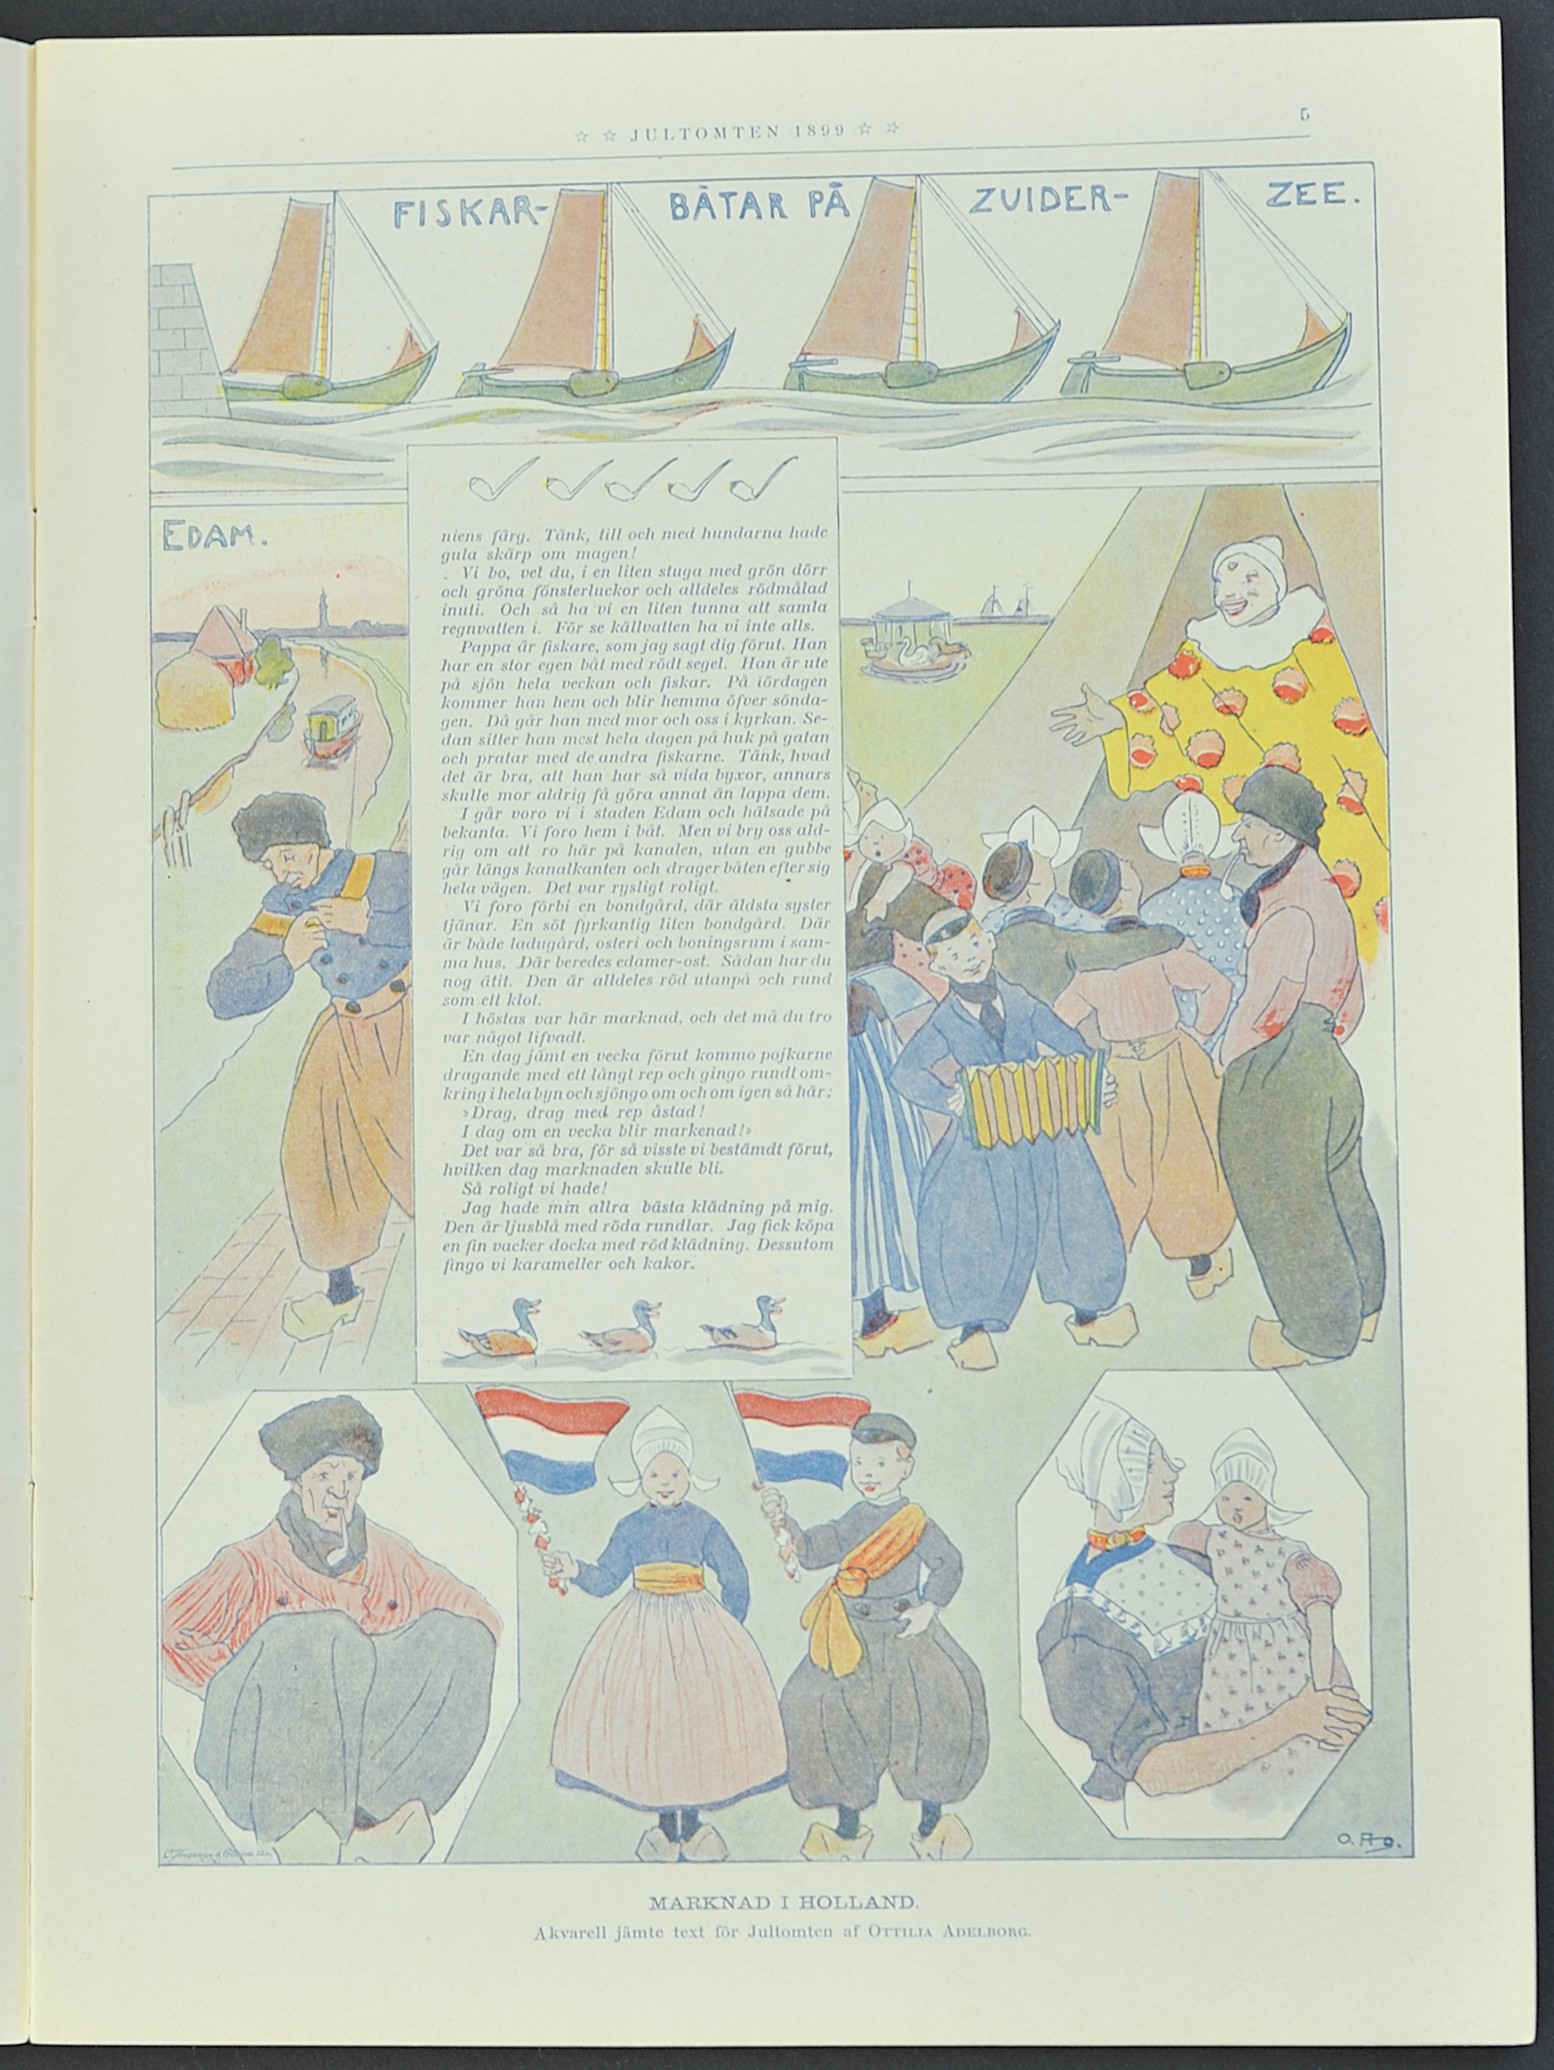 ☆ ☆ JULTOMTEN 1899 ☆ ☆
5
FISKAR- BÅTAR PÅ ZUIDER- ZEE.
EDAM.
niens färg. Tänk, till och med hundarna hade
gula skärp om magen!
Vi bo, vet du, i en liten stuga med grön dörr
och gröna fönsterluckor och alldeles rödmålad
inuti. Och så ha vi en liten tunna att samla
regnvatten i. För se källvatten ha vi inte alls.
Pappa är fiskare, som jag sagt dig förut. Han
har en stor egen båt med rödt segel. Han är ute
på sjön hela veckan och fiskar. På lördagen
kommer han hem och blir hemma öfver sönda-
gen. Då går han med mor och oss i kyrkan. Se-
dan sitter han mest hela dagen på huk på gatan
och pratar med de andra fiskarne. Tänk, hvad
det är bra, att han har så vida byxor, annars
skulle mor aldrig få göra annat än lappa dem.
I går voro vi i staden Edam och hälsade på
bekanta. Vi foro hem i båt. Men vi bry oss ald-
rig om att ro här på kanalen, utan en gubbe
går längs kanalkanten och drager båten efter sig
hela vägen. Det var rysligt roligt.
Vi foro förbi en bondgård, där äldsta syster
tjänar. En söt fyrkantig liten bondgård. Där
är både ladugård, osteri och boningsrum i sam-
ma hus. Där beredes edamer-ost. Sådan har du
nog ätit. Den är alldeles röd utanpå och rund
som ett klot.
I höstas var här marknad, och det må du tro
var något lifvadt.
En dag jämt en vecka förut kommo pojkarne
dragande med ett långt rep och gingo rundt om-
kring i hela byn och sjöngo om och om igen så här:
»Drag, drag med rep åstad!
I dag om en vecka blir markenad!»
Det var så bra, för så visste vi bestämdt förut,
hvilken dag marknaden skulle bli.
Så roligt vi hade!
Jag hade min allra bästa klädning på mig.
Den är ljusblå med röda rundlar. Jag fick köpa
en fin vacker docka med röd klädning. Dessutom
fingo vi karameller och kakor.
O. A–g.
MARKNAD I HOLLAND.
Akvarell jämte text för Jultomten af OTTILIA ADELBORG.